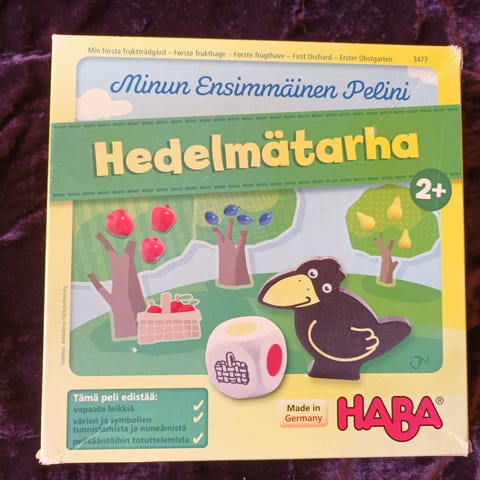 Min första fruktträdgård – Første frukthage – Første frugthave – First Orchard – Erster Obstgarten
3477
Minun Ensimmäinen Pelini
Hedelmätarha
2+
Tämä peli edistää:
vapaata leikkiä
värien ja symbolien
tunnistamista ja nimeämistä
pelisääntöihin totuttelemista
Made in
Germany
HABA®
JN